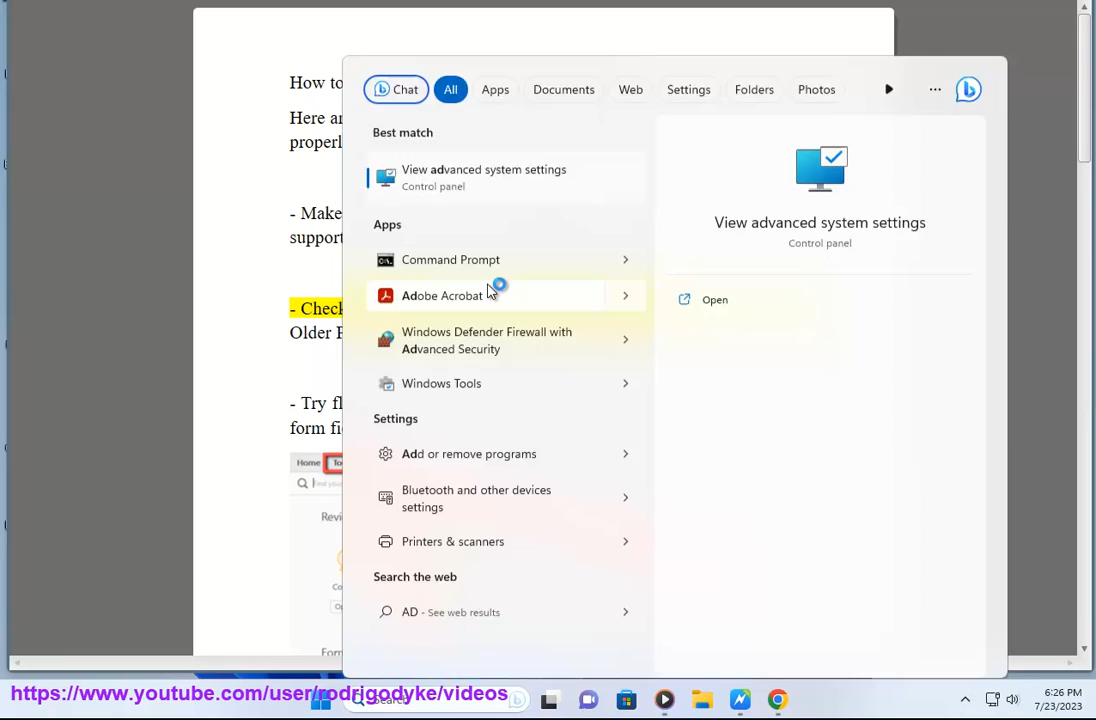 How to
Here ar
properl
- Make
support
- Check
Older F
- Try fl
form fi
Home To
Revi
Co
Op
Form
Chat All Apps Documents Web Settings Folders Photos ...
Best match
View advanced system settings
Control panel
Apps
Command Prompt
Adobe Acrobat
Windows Defender Firewall with
Advanced Security
Windows Tools
Settings
Add or remove programs
Bluetooth and other devices
settings
Printers & scanners
Search the web
AD - See web results
View advanced system settings
Control panel
Open
https://www.youtube.com/user/rodrigodyke/videos
6:26 PM
7/23/2023